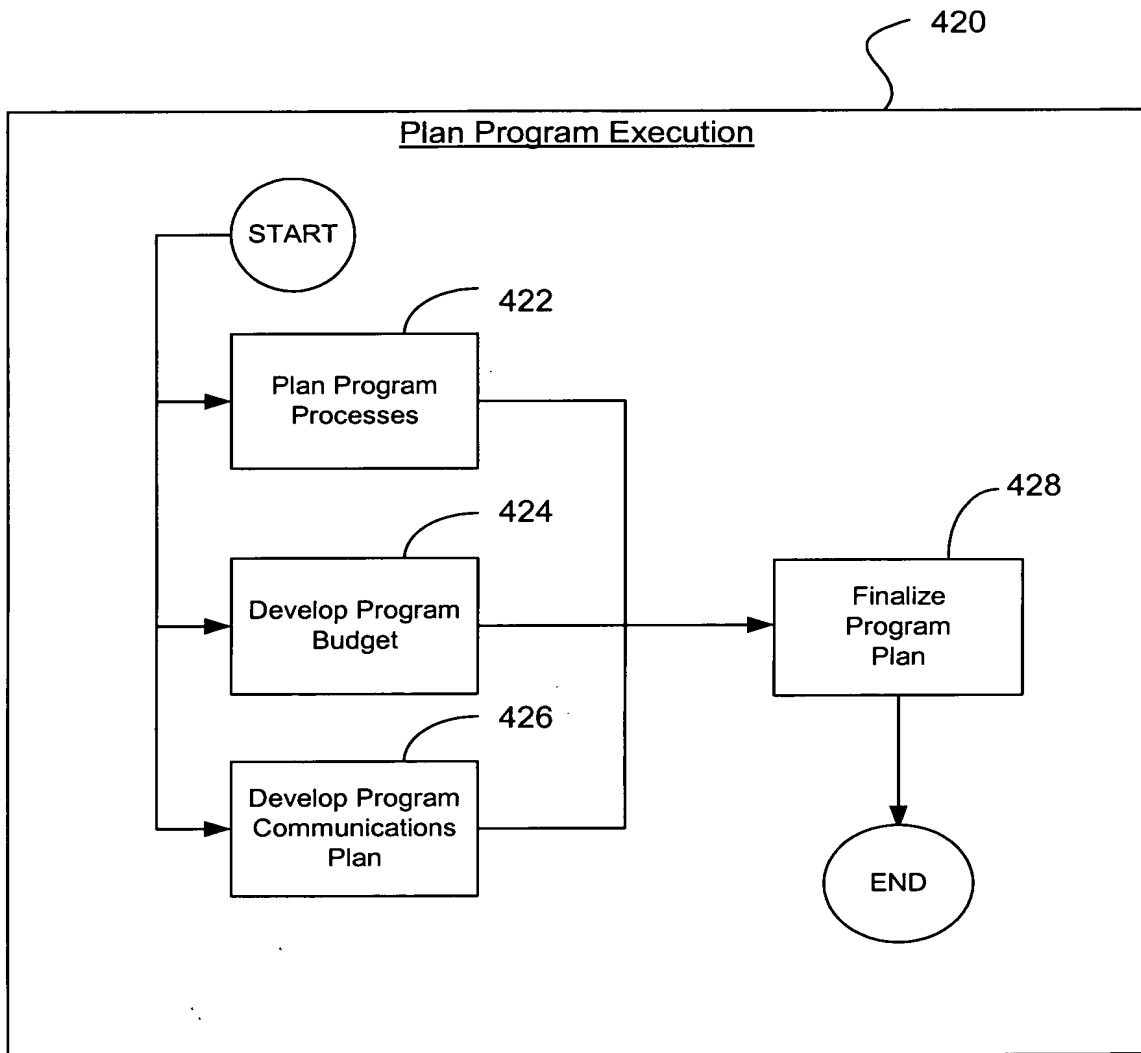 420
Plan Program Execution
START
422
Plan Program
Processes
424
Develop Program
Budget
426
Develop Program
Communications
Plan
428
Finalize
Program
Plan
END